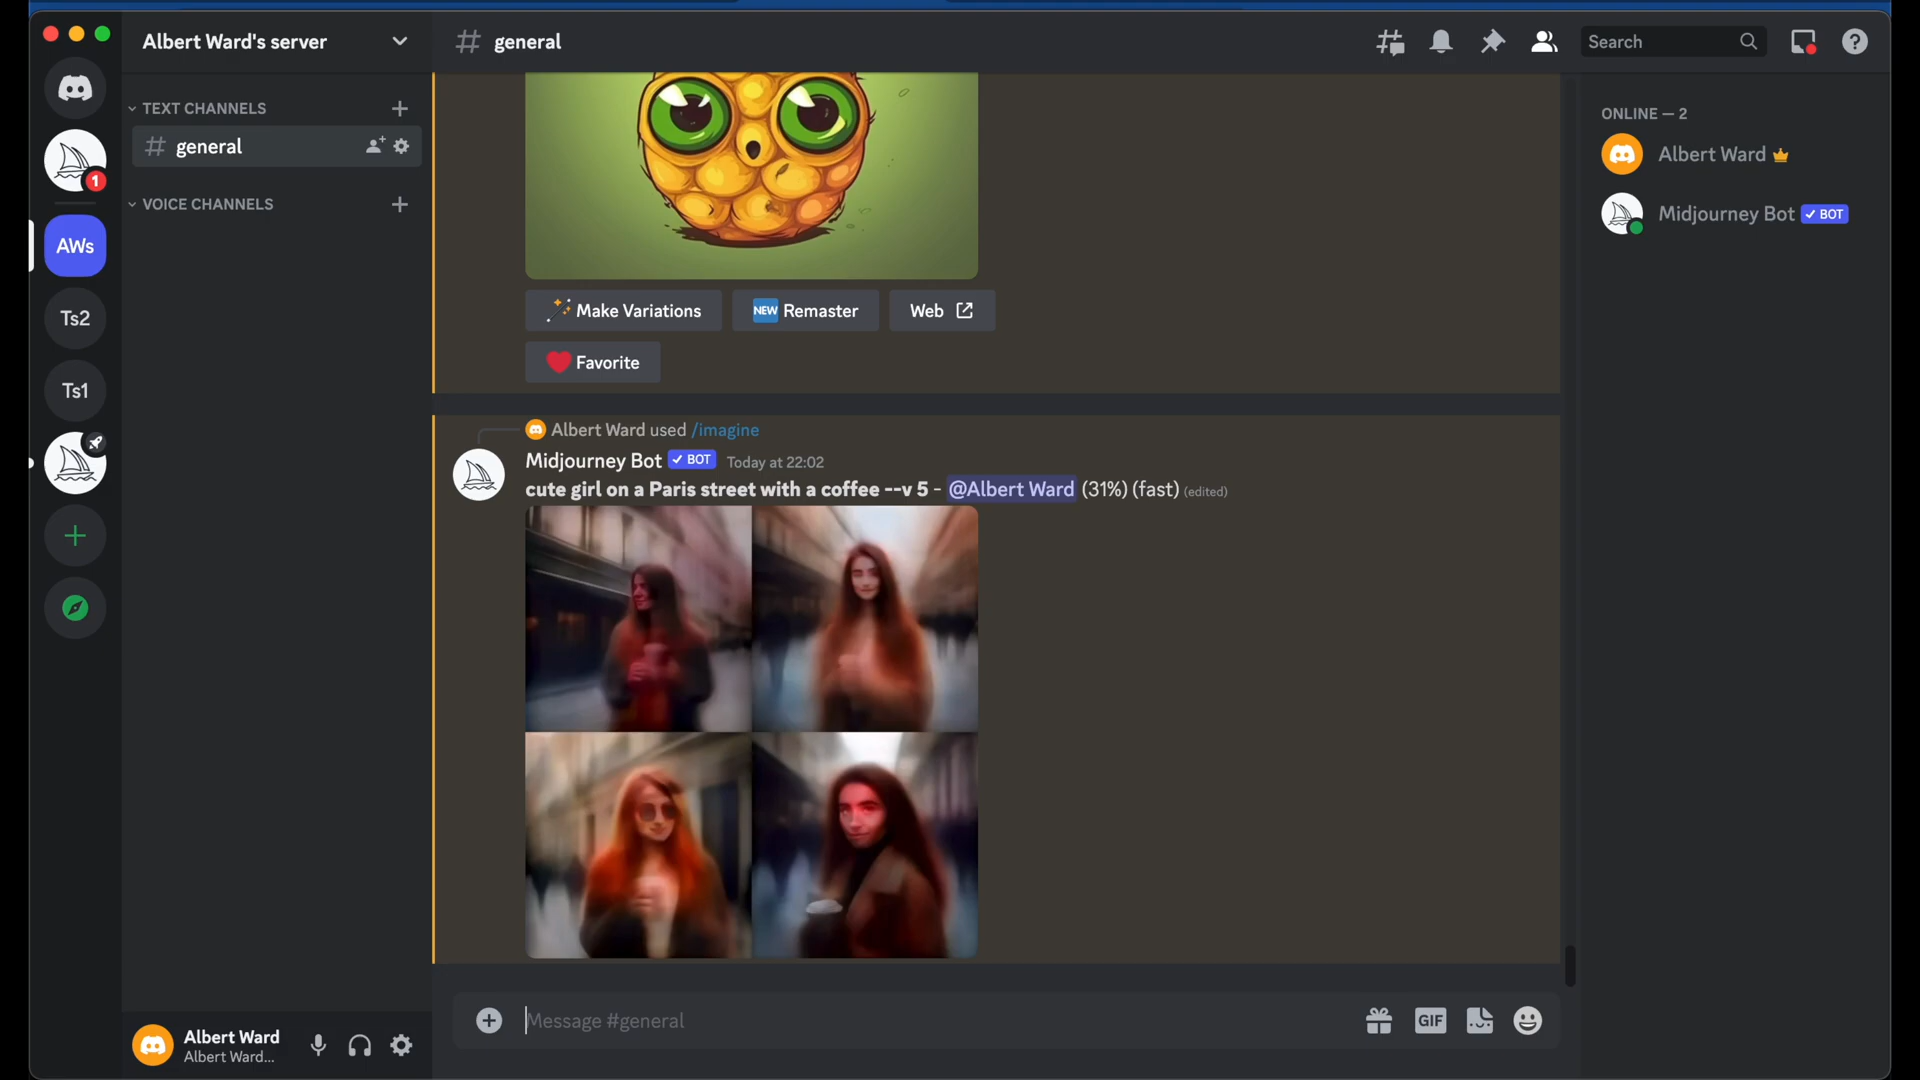 Albert Ward's server
general
Search
TEXT CHANNELS
general
VOICE CHANNELS
1
AWs
Ts2
Ts1
Make Variations
NEW Remaster
Web
Favorite
Albert Ward used /imagine
Midjourney Bot BOT Today at 22:02
cute girl on a Paris street with a coffee --v 5 - @Albert Ward (31%) (fast) (edited)
Message #general
GIF
Albert Ward
Albert Ward...
ONLINE — 2
Albert Ward
Midjourney Bot BOT